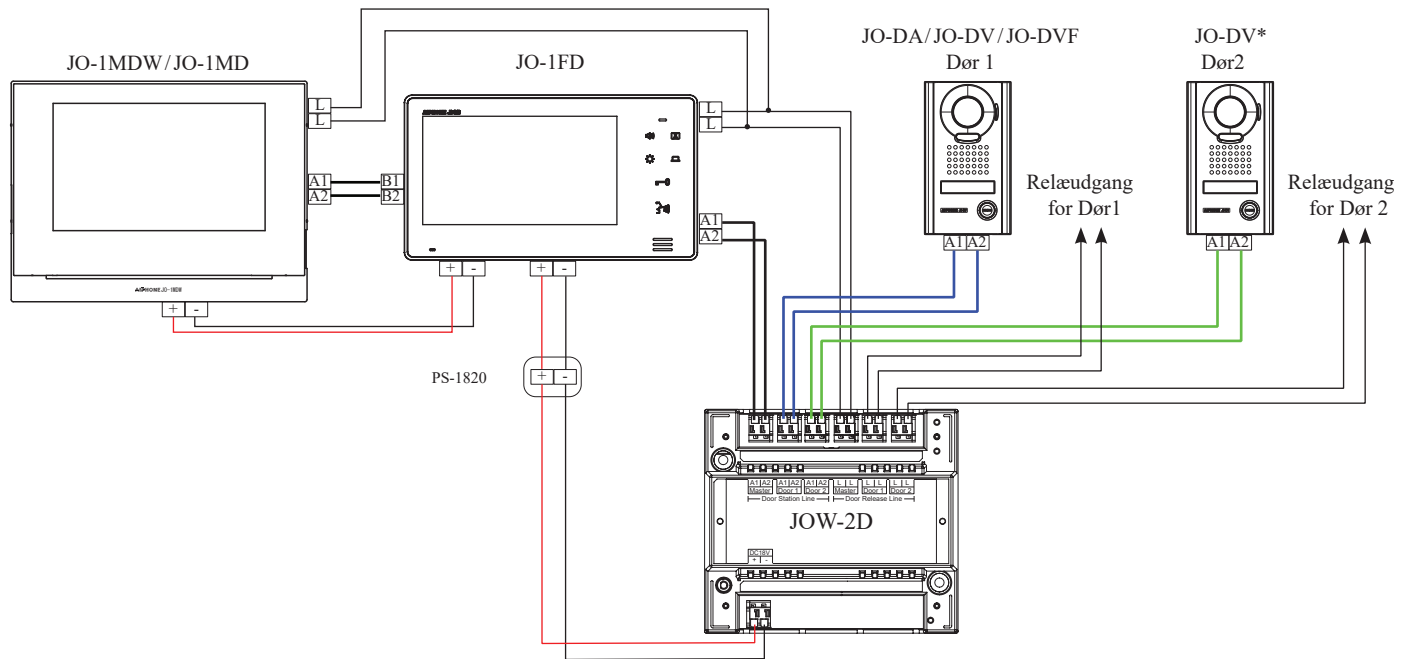 JO-1MDW/JO-1MD
JO-1FD
JO-DA/JO-DV/JO-DVF
Dør 1
JO-DV*
Dør2
L
L
L
L
A1
A2
B1
B2
A1
A2
+ -
+ -
+ -
AIPHONE JO-1MDW
A1 A2
Relæudgang
for Dør1
A1 A2
Relæudgang
for Dør 2
PS-1820
+ -
A1 A2 A1 A2 A1 A2 L L L L L L
Master Door 1 Door 2 Master Door 1 Door 2
Door Station Line Door Release Line
JOW-2D
DC18V
+ -